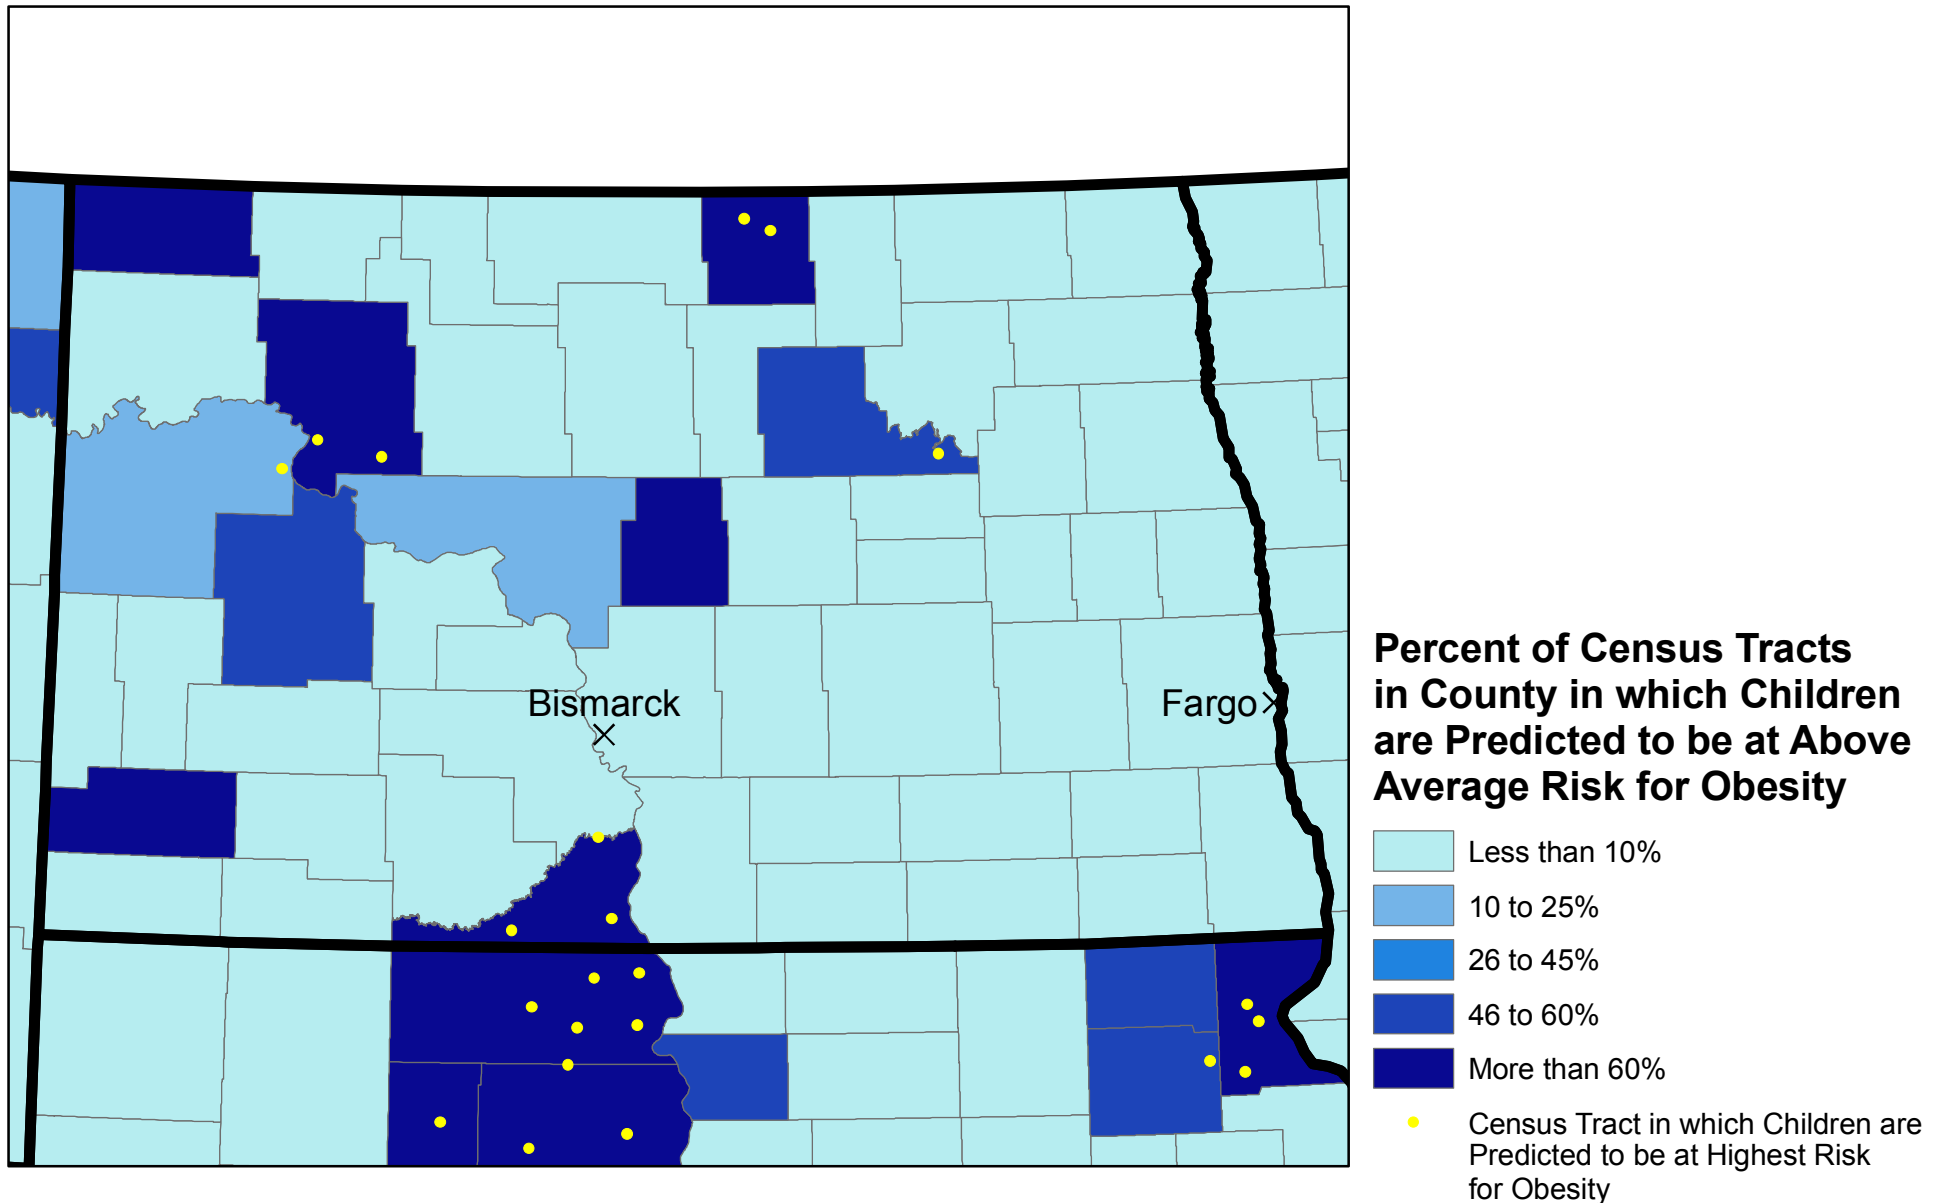 Bismarck
Fargo
Percent of Census Tracts
in County in which Children
are Predicted to be at Above
Average Risk for Obesity
Less than 10%
10 to 25%
26 to 45%
46 to 60%
More than 60%
Census Tract in which Children are
Predicted to be at Highest Risk
for Obesity